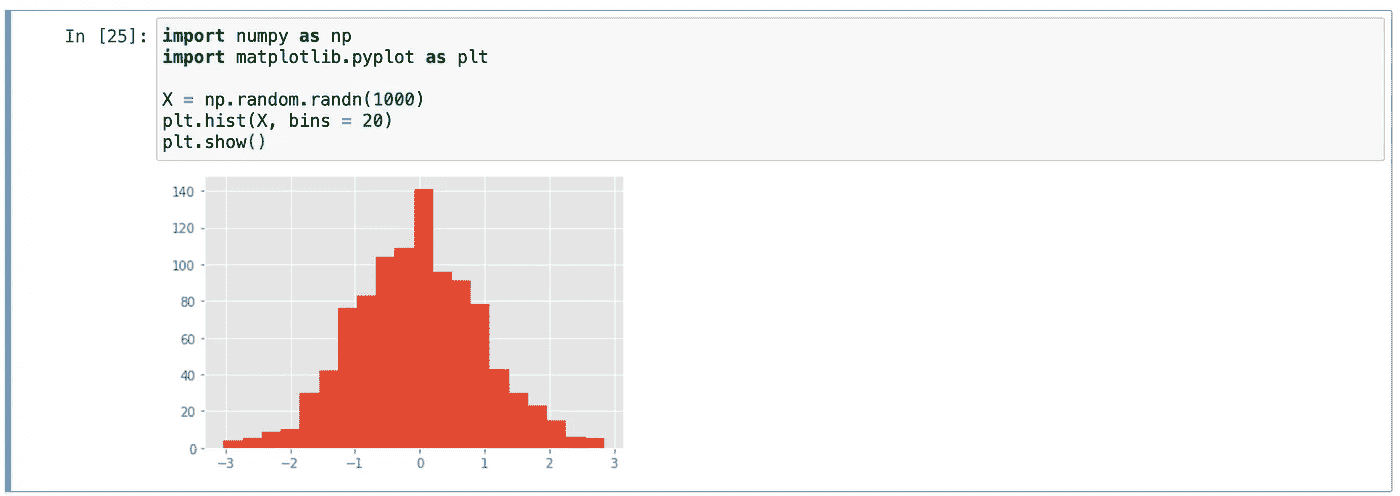 In [25]: import numpy as np
import matplotlib.pyplot as plt
X = np.random.randn(1000)
plt.hist(X, bins = 20)
plt.show()
140
120
100
80
60
40
20
0
−3 −2 −1 0 1 2 3